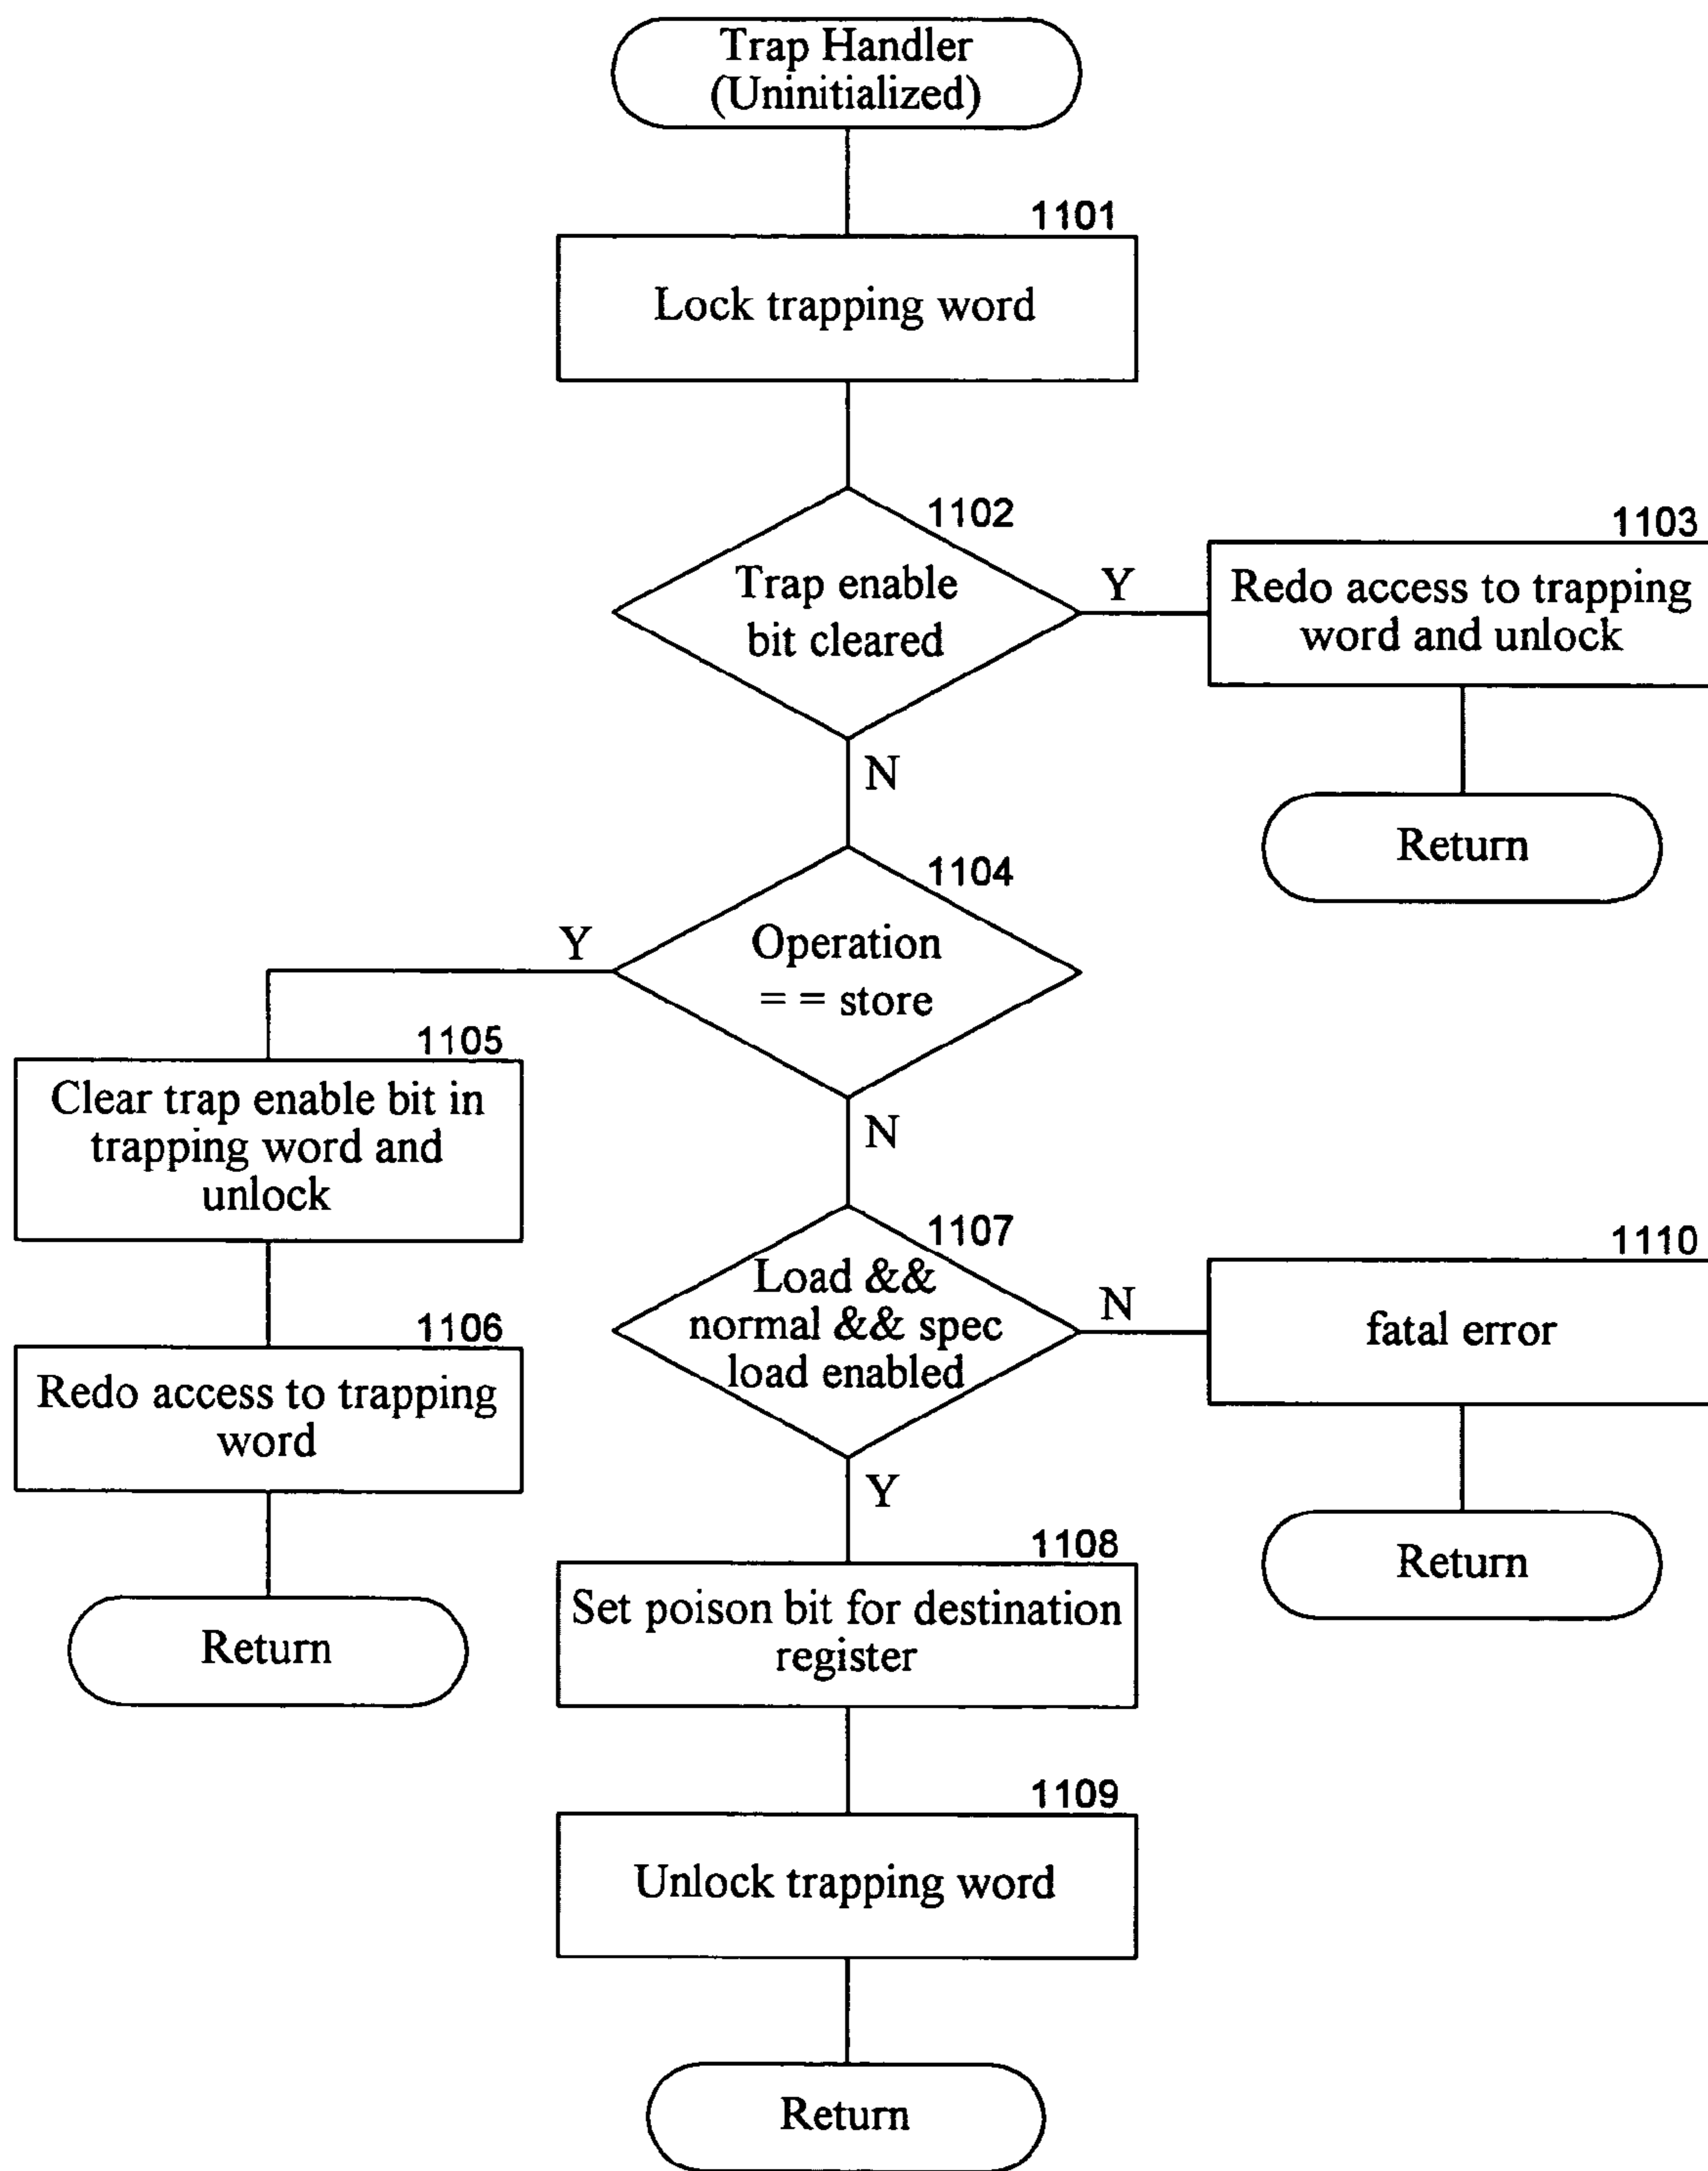 Trap Handler
(Uninitialized)
1101
Lock trapping word
1102
Trap enable
bit cleared
Y
N
1103
Redo access to trapping
word and unlock
Return
1104
Operation
= = store
Y
N
1105
Clear trap enable bit in
trapping word and
unlock
1106
Redo access to trapping
word
Return
1107
Load &&
normal && spec
load enabled
N
Y
1110
fatal error
Return
1108
Set poison bit for destination
register
1109
Unlock trapping word
Return